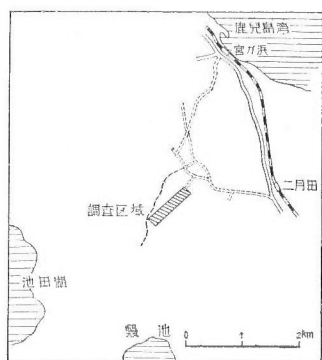 鹿児島湾
宮ガ浜
二月田
調査区域
池田湖
鰻 池
0 1 2km